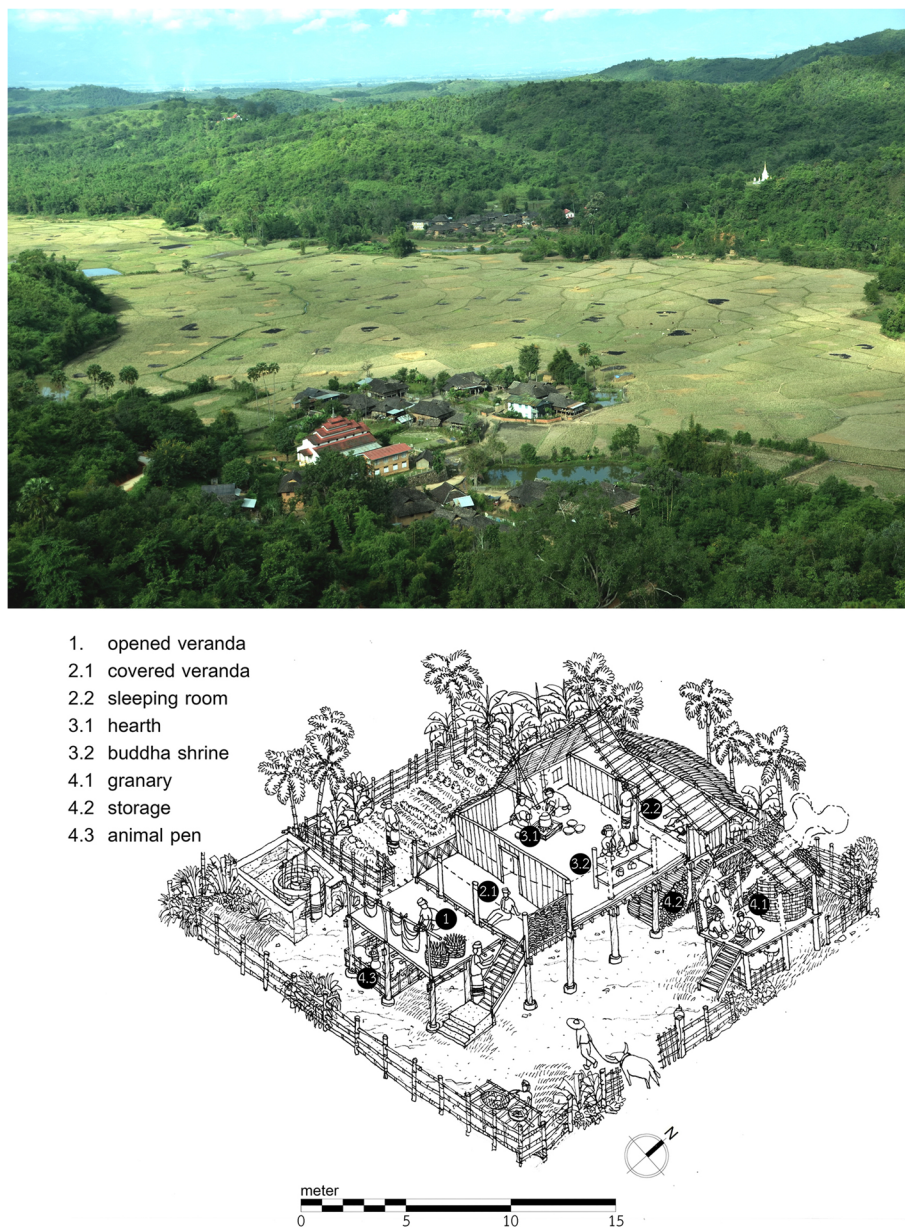 1. opened veranda
2.1 covered veranda
2.2 sleeping room
3.1 hearth
3.2 buddha shrine
4.1 granary
4.2 storage
4.3 animal pen
2.2
3.1
3.2
4.2
4.1
2.1
1
4.3
N
meter
0 5 10 15